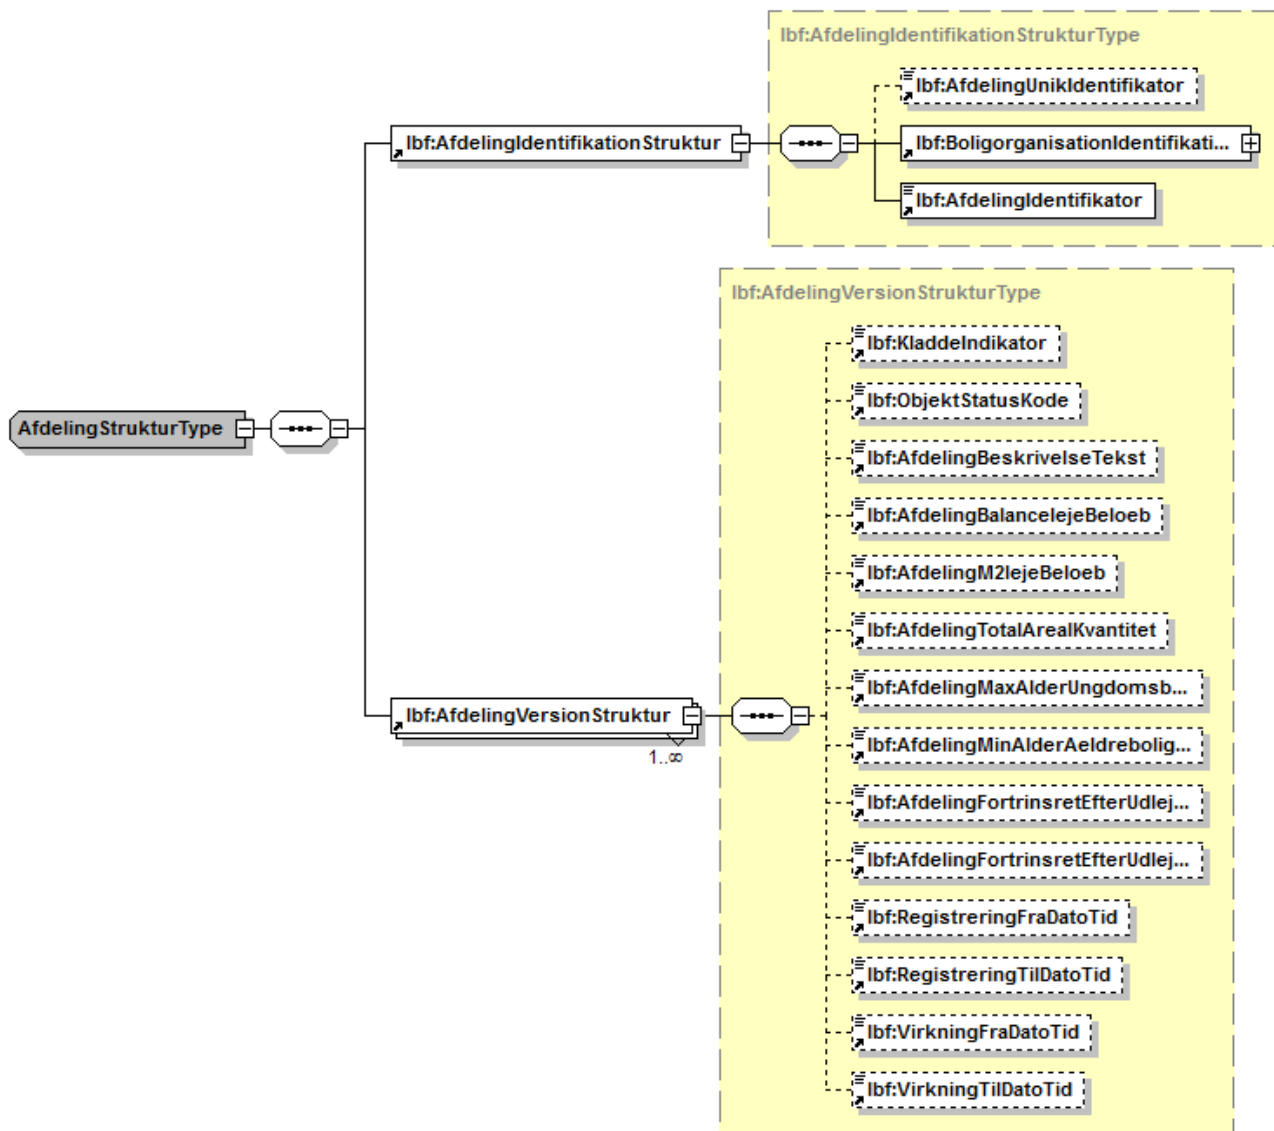 lbf:AfdelingIdentifikationStrukturType
lbf:AfdelingUnikIdentifikator
lbf:AfdelingIdentifikationStruktur
lbf:BoligorganisationIdentifikati...
lbf:AfdelingIdentifikator
lbf:AfdelingVersionStrukturType
lbf:KladdeIndikator
lbf:ObjektStatusKode
AfdelingStrukturType
lbf:AfdelingBeskrivelseTekst
lbf:AfdelingBalancelejeBeloeb
lbf:AfdelingM2lejeBeloeb
lbf:AfdelingTotalArealKvantitet
lbf:AfdelingMaxAlderUngdomsb...
lbf:AfdelingVersionStruktur
1..∞
lbf:AfdelingMinAlderAeldrebolig...
lbf:AfdelingFortrinsretEfterUdlej...
lbf:AfdelingFortrinsretEfterUdlej...
lbf:RegistreringFraDatoTid
lbf:RegistreringTilDatoTid
lbf:VirkningFraDatoTid
lbf:VirkningTilDatoTid